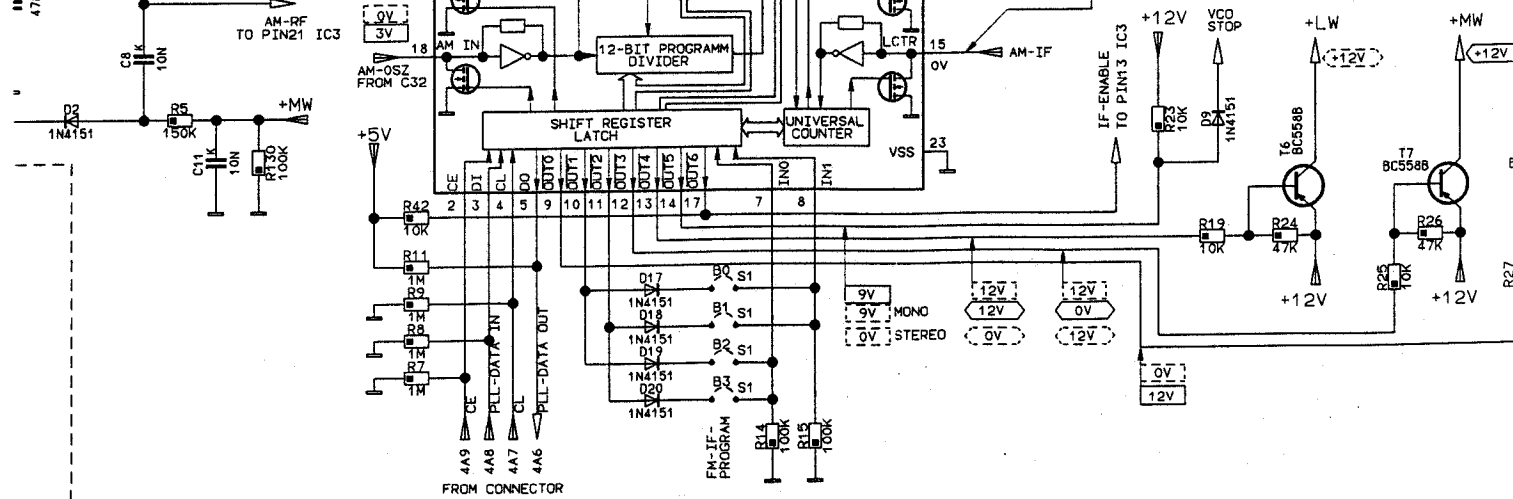 47
C8
K
10N
AM-RF
TO PIN21 IC3
0V
3V
18
AM IN
AM-OSZ
FROM C32
12-BIT PROGRAMM
DIVIDER
LCTR
15
0V
AM-IF
IF-ENABLE
TO PIN13 IC3
+12V
VCO
STOP
R23
10K
D9
1N4151
+LW
+12V
T6
BC558B
+MW
+12V
T7
BC558B
D2
1N4151
R5
150K
+MW
C11
K
10N
R130
100K
+5V
SHIFT REGISTER
LATCH
UNIVERSAL
COUNTER
VSS
23
CE
DI
CL
DO
OUT0
OUT1
OUT2
OUT3
OUT4
OUT5
OUT6
IN0
IN1
2
3
4
5
9
10
11
12
13
14
17
7
8
R42
10K
R19
10K
R24
47K
R26
47K
R25
10K
R27
+12V
+12V
R11
1M
R9
1M
R8
1M
R7
1M
D17
1N4151
D18
1N4151
D19
1N4151
D20
1N4151
B0
S1
B1
S1
B2
S1
B3
S1
9V
9V
MONO
0V
STEREO
12V
12V
0V
12V
0V
12V
0V
12V
CE
PLL-DATA IN
CL
PLL-DATA OUT
FM-IF-
PROGRAM
R14
100K
R15
100K
4A9
4A8
4A7
4A6
FROM CONNECTOR